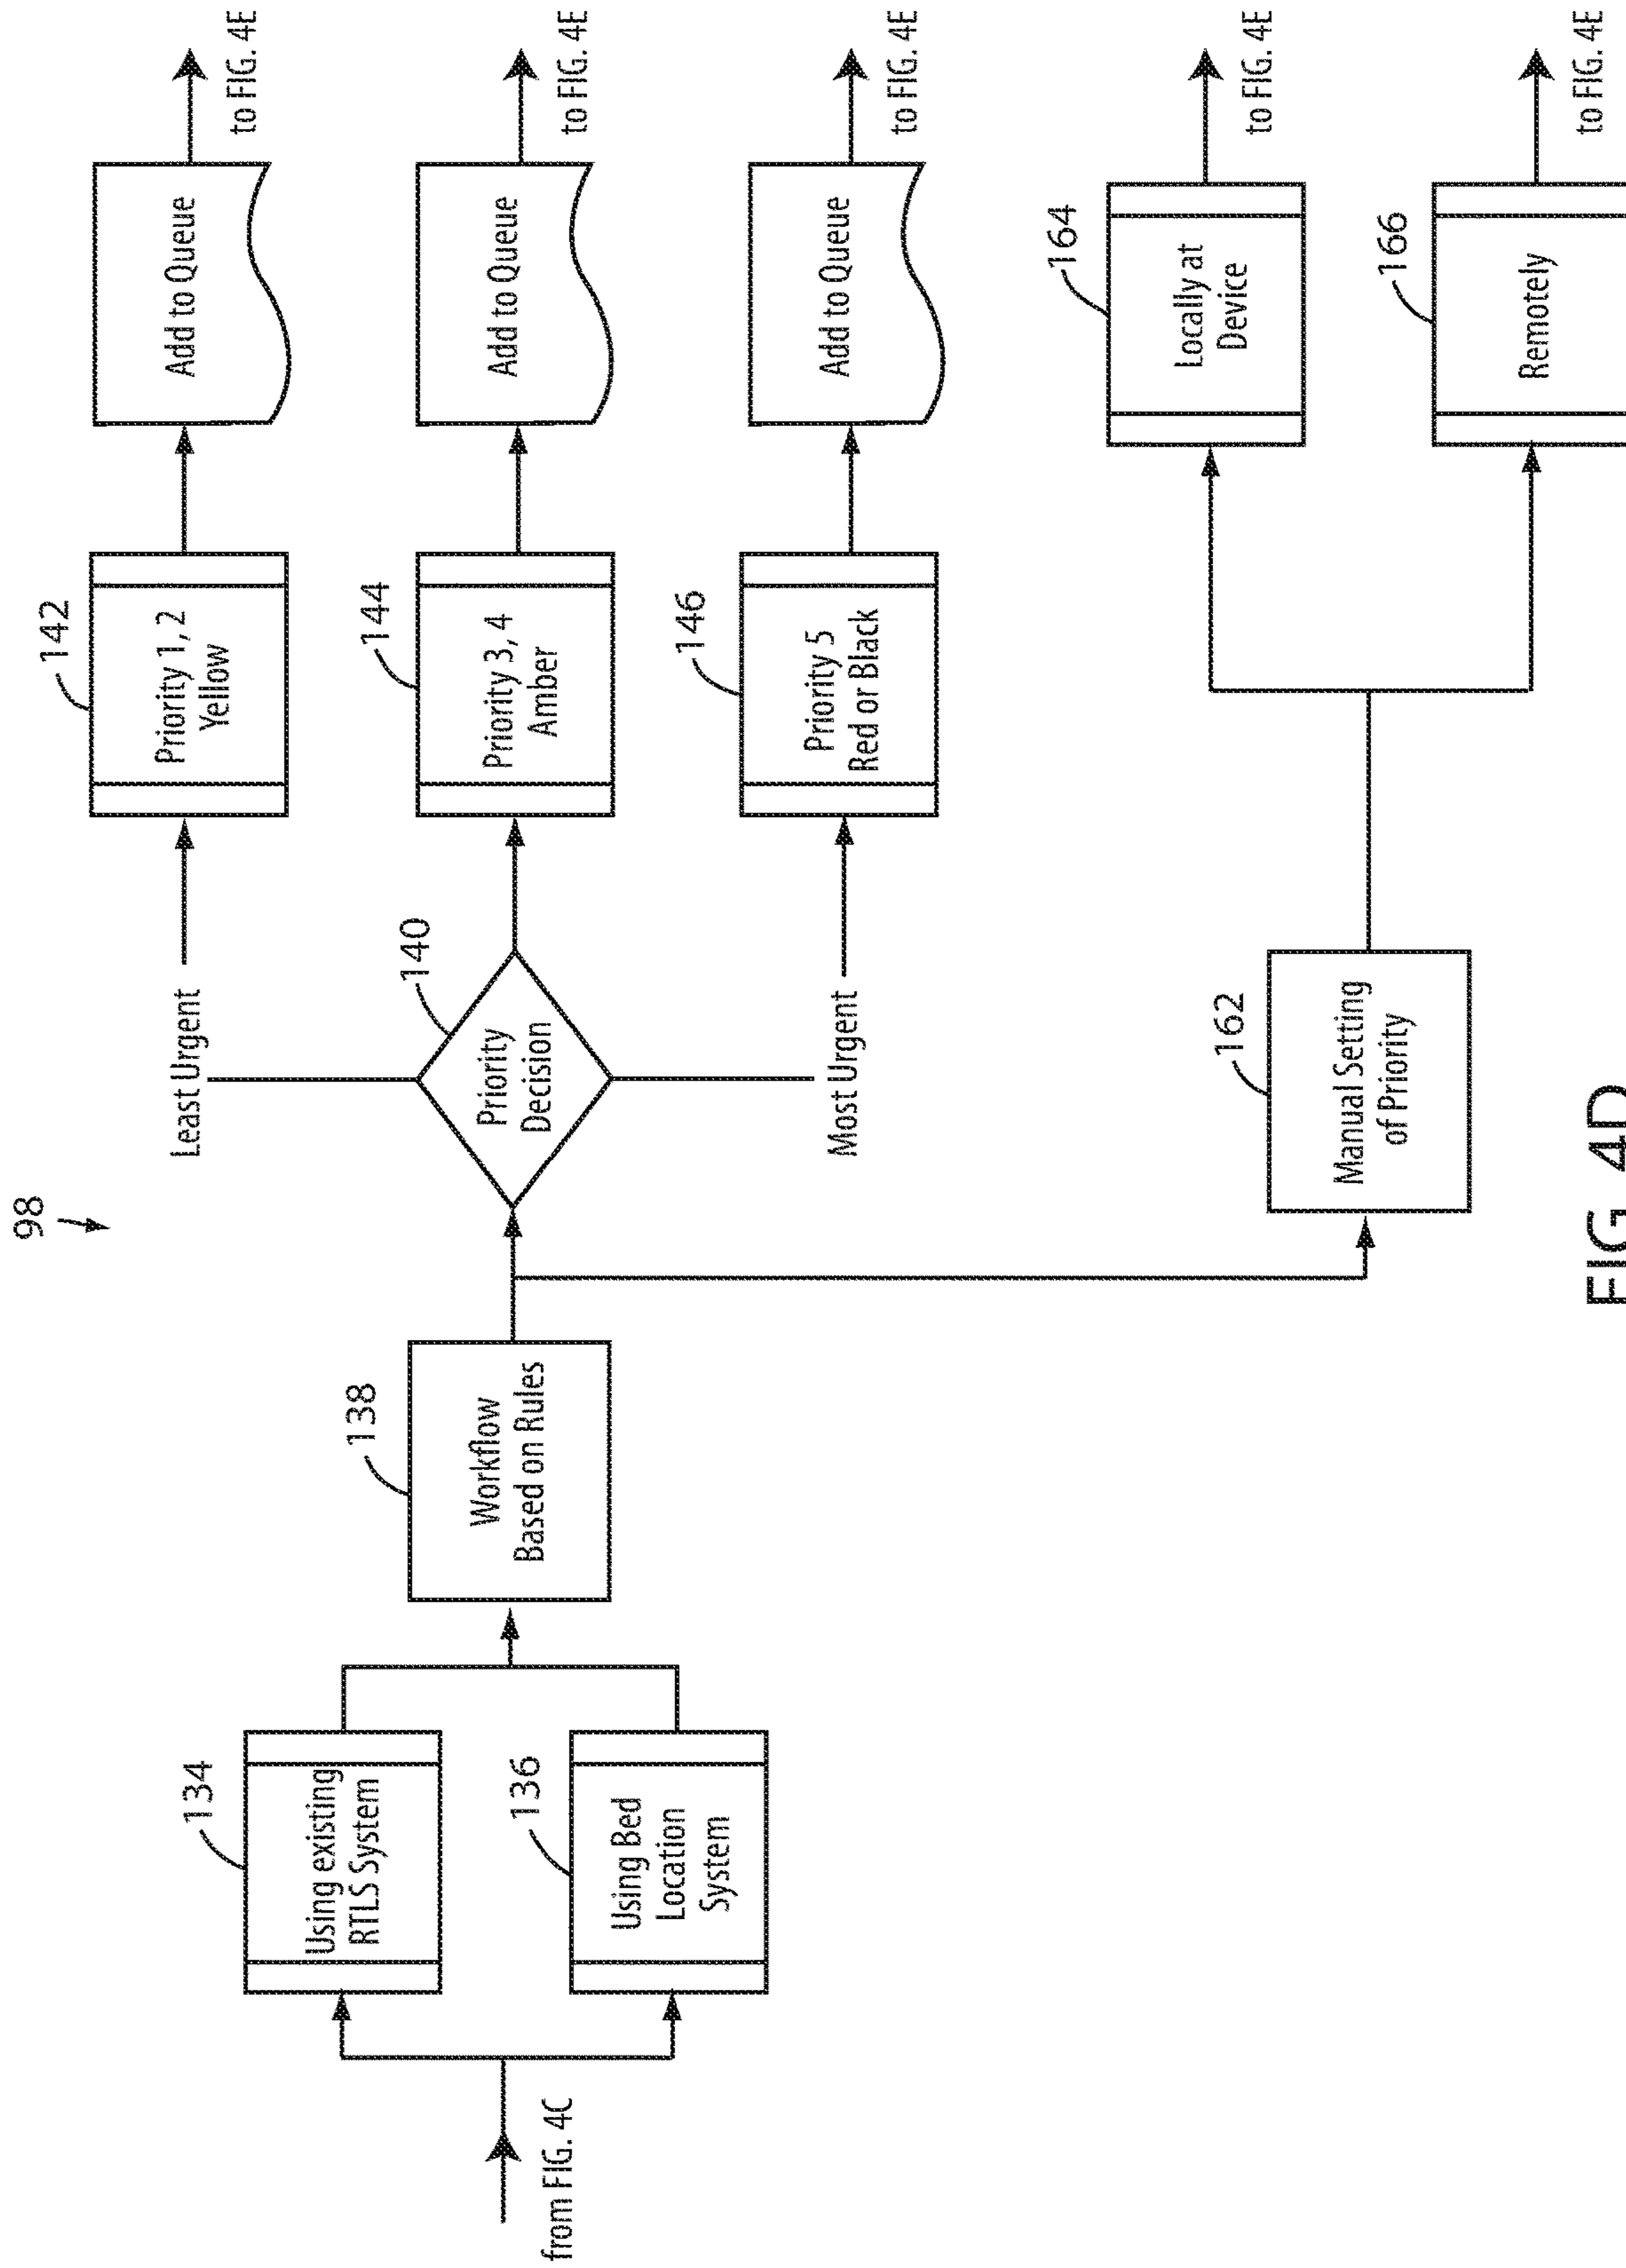 98
from FIG. 4C
134
Using existing
RTLS System
136
Using Bed
Location
System
138
Workflow
Based on Rules
140
Priority
Decision
Least Urgent
Most Urgent
142
Priority 1, 2
Yellow
Add to Queue
to FIG. 4E
144
Priority 3, 4
Amber
Add to Queue
to FIG. 4E
146
Priority 5
Red or Black
Add to Queue
to FIG. 4E
162
Manual Setting
of Priority
164
Locally at
Device
to FIG. 4E
166
Remotely
to FIG. 4E
FIG. 4D